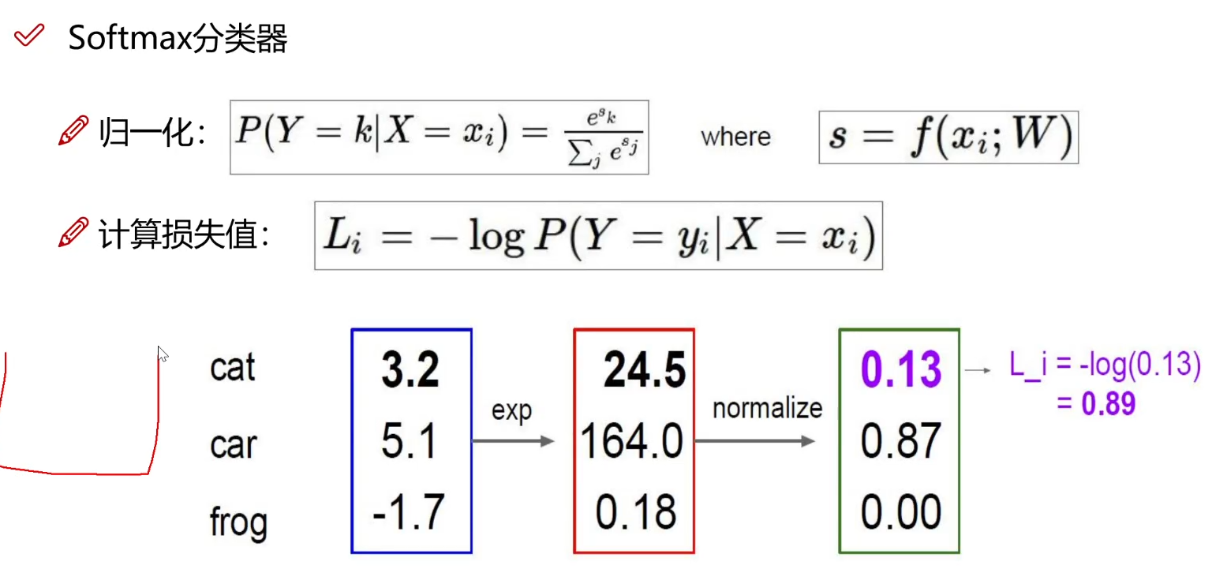 Softmax分类器
归一化： P(Y = k|X = x_i) = \frac{e^{s_k}}{\sum_j e^{s_j}} where s = f(x_i; W)
计算损失值： L_i = − log P(Y = y_i|X = x_i)
cat 3.2 24.5 0.13 L_i = -log(0.13)
exp normalize = 0.89
car 5.1 164.0 0.87
frog -1.7 0.18 0.00